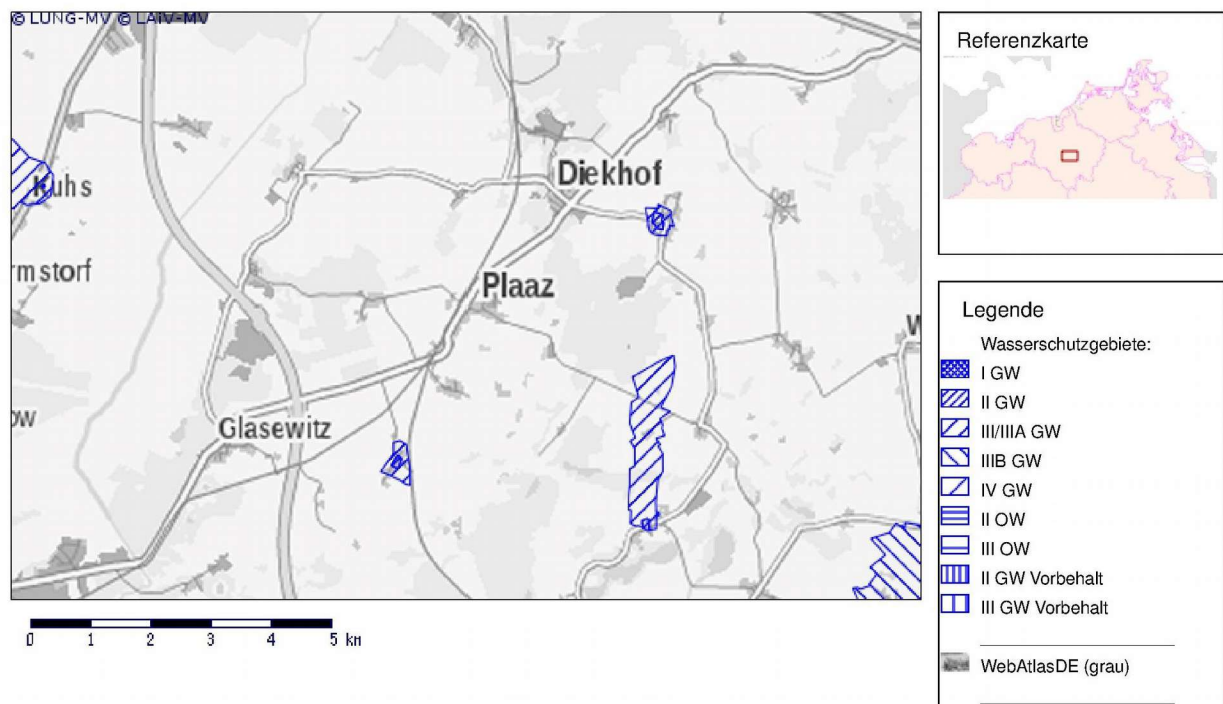 © LUNG-MV © LAiV-MV
Kuhs
rmstorf
ow
Diekhof
Plaaz
Glasewitz
W
0 1 2 3 4 5 km
Referenzkarte
Legende
Wasserschutzgebiete:
I GW
II GW
III/IIIA GW
IIIB GW
IV GW
II OW
III OW
II GW Vorbehalt
III GW Vorbehalt
WebAtlasDE (grau)